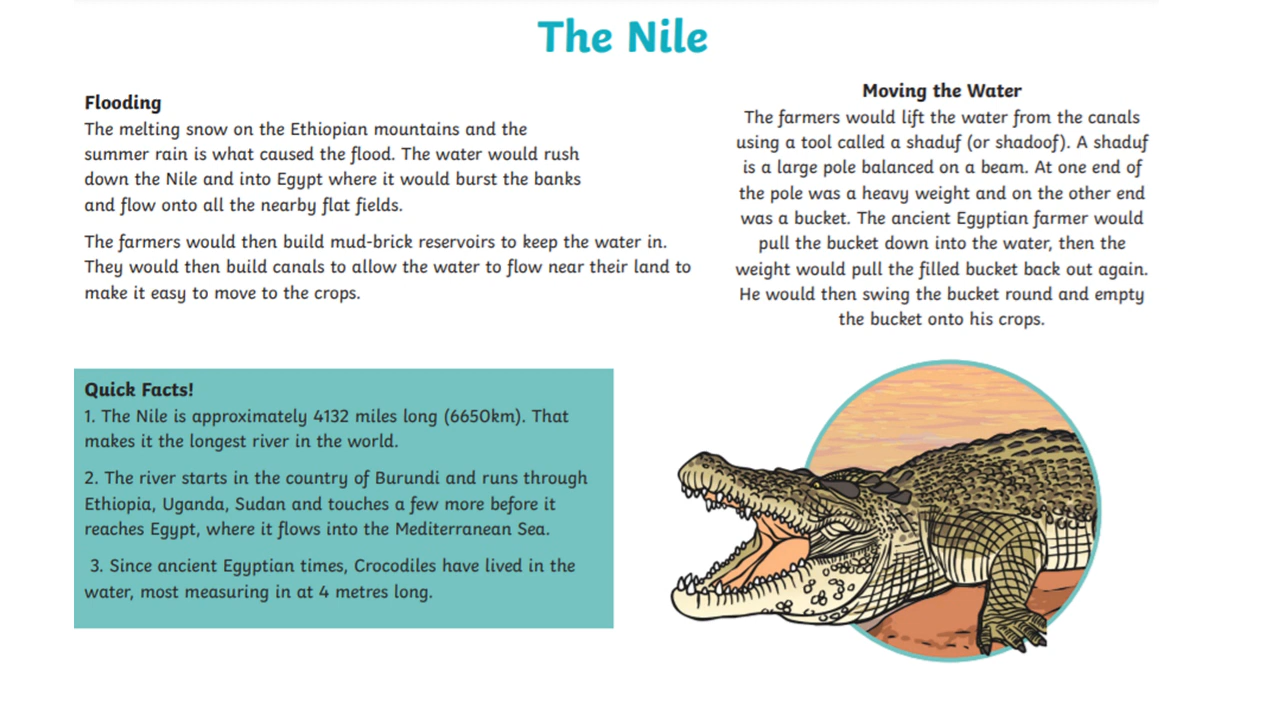 The Nile
Flooding
The melting snow on the Ethiopian mountains and the
summer rain is what caused the flood. The water would rush
down the Nile and into Egypt where it would burst the banks
and flow onto all the nearby flat fields.
The farmers would then build mud-brick reservoirs to keep the water in.
They would then build canals to allow the water to flow near their land to
make it easy to move to the crops.
Moving the Water
The farmers would lift the water from the canals
using a tool called a shaduf (or shadoof). A shaduf
is a large pole balanced on a beam. At one end of
the pole was a heavy weight and on the other end
was a bucket. The ancient Egyptian farmer would
pull the bucket down into the water, then the
weight would pull the filled bucket back out again.
He would then swing the bucket round and empty
the bucket onto his crops.
Quick Facts!
1. The Nile is approximately 4132 miles long (6650km). That
makes it the longest river in the world.
2. The river starts in the country of Burundi and runs through
Ethiopia, Uganda, Sudan and touches a few more before it
reaches Egypt, where it flows into the Mediterranean Sea.
3. Since ancient Egyptian times, Crocodiles have lived in the
water, most measuring in at 4 metres long.